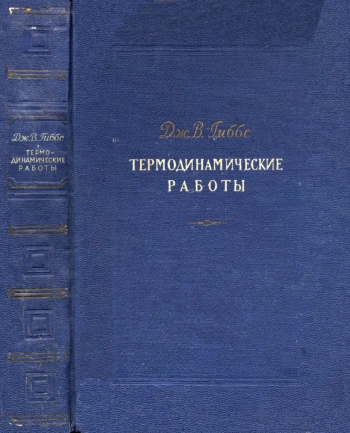 Дж. В. Гиббс
ТЕРМО-
ДИНАМИЧЕСКИЕ
РАБОТЫ
Дж. В. Гиббс
ТЕРМОДИНАМИЧЕСКИЕ
РАБОТЫ